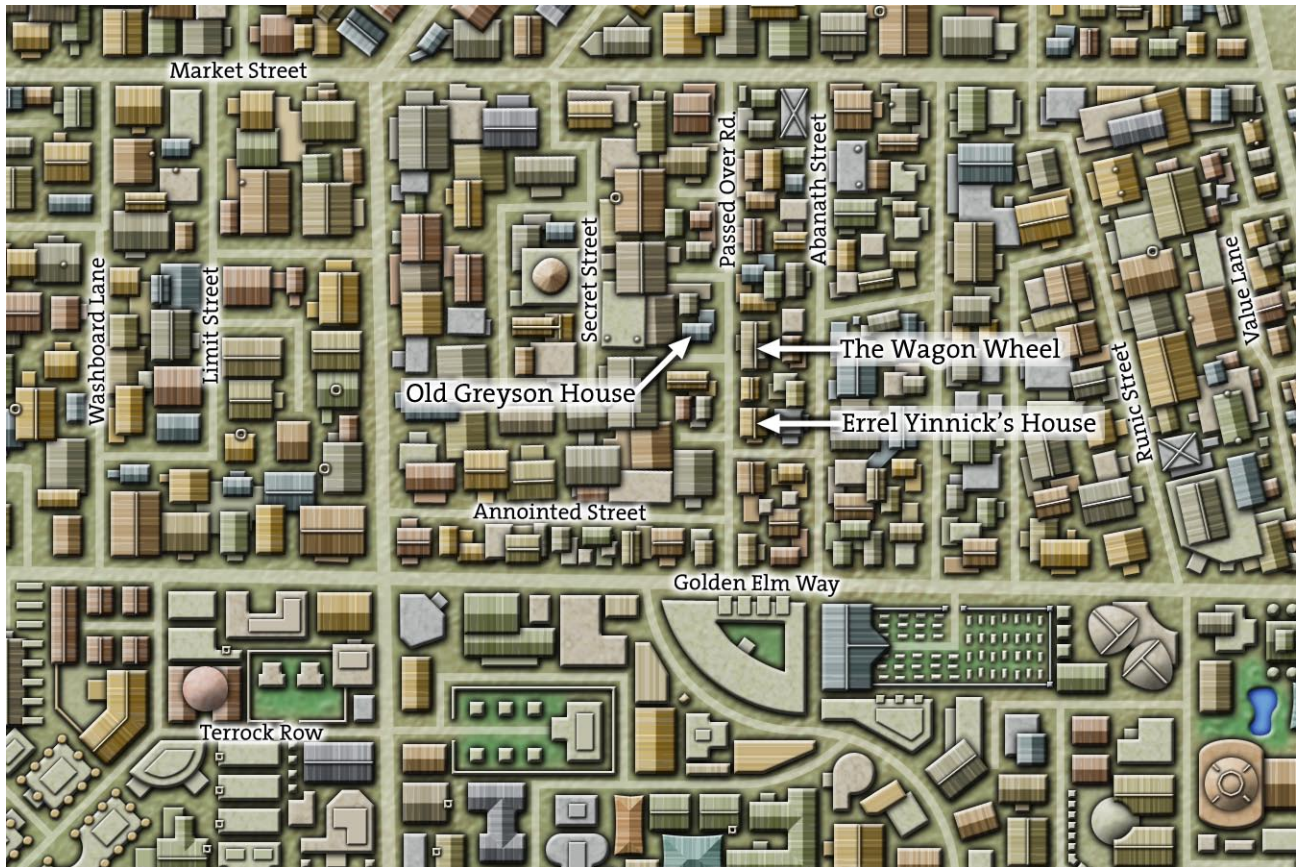 Market Street
Passed Over Rd.
Abanath Street
Secret Street
Value Lane
Washboard Lane
Limit Street
The Wagon Wheel
Old Greyson House
Runic Street
Errel Yinnick's House
Annointed Street
Golden Elm Way
Terrock Row